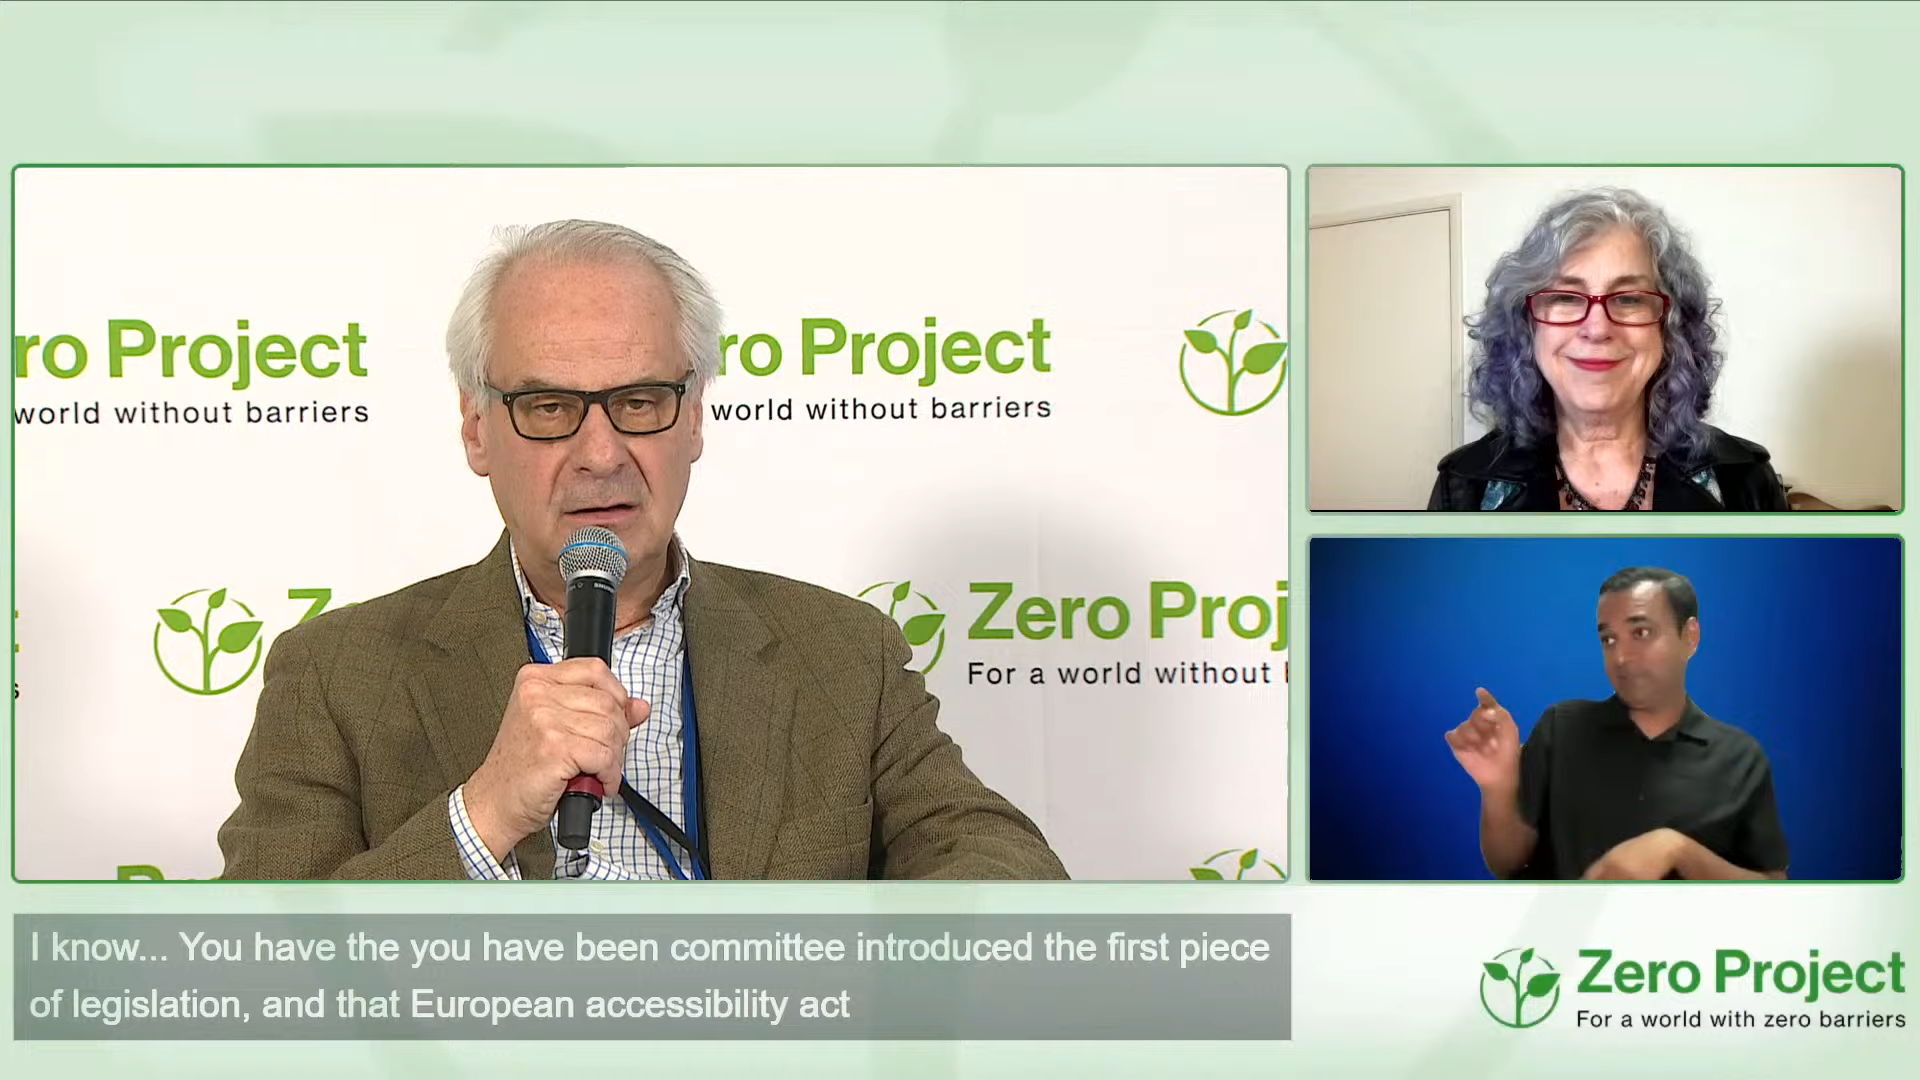 ro Project
world without barriers
ro Project
world without barriers
Zero Proj
For a world without
I know... You have the you have been committee introduced the first piece
of legislation, and that European accessibility act
Zero Project
For a world with zero barriers